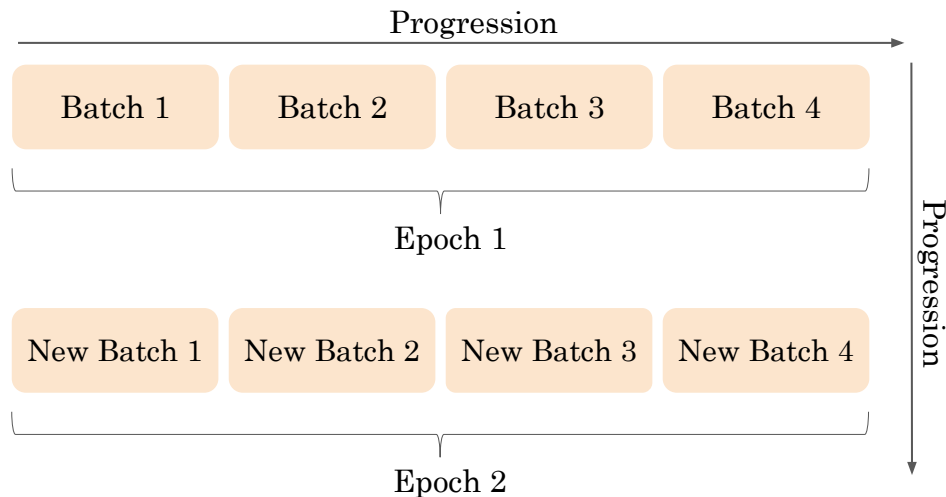 Progression
Batch 1
Batch 2
Batch 3
Batch 4
Epoch 1
Progression
New Batch 1
New Batch 2
New Batch 3
New Batch 4
Epoch 2